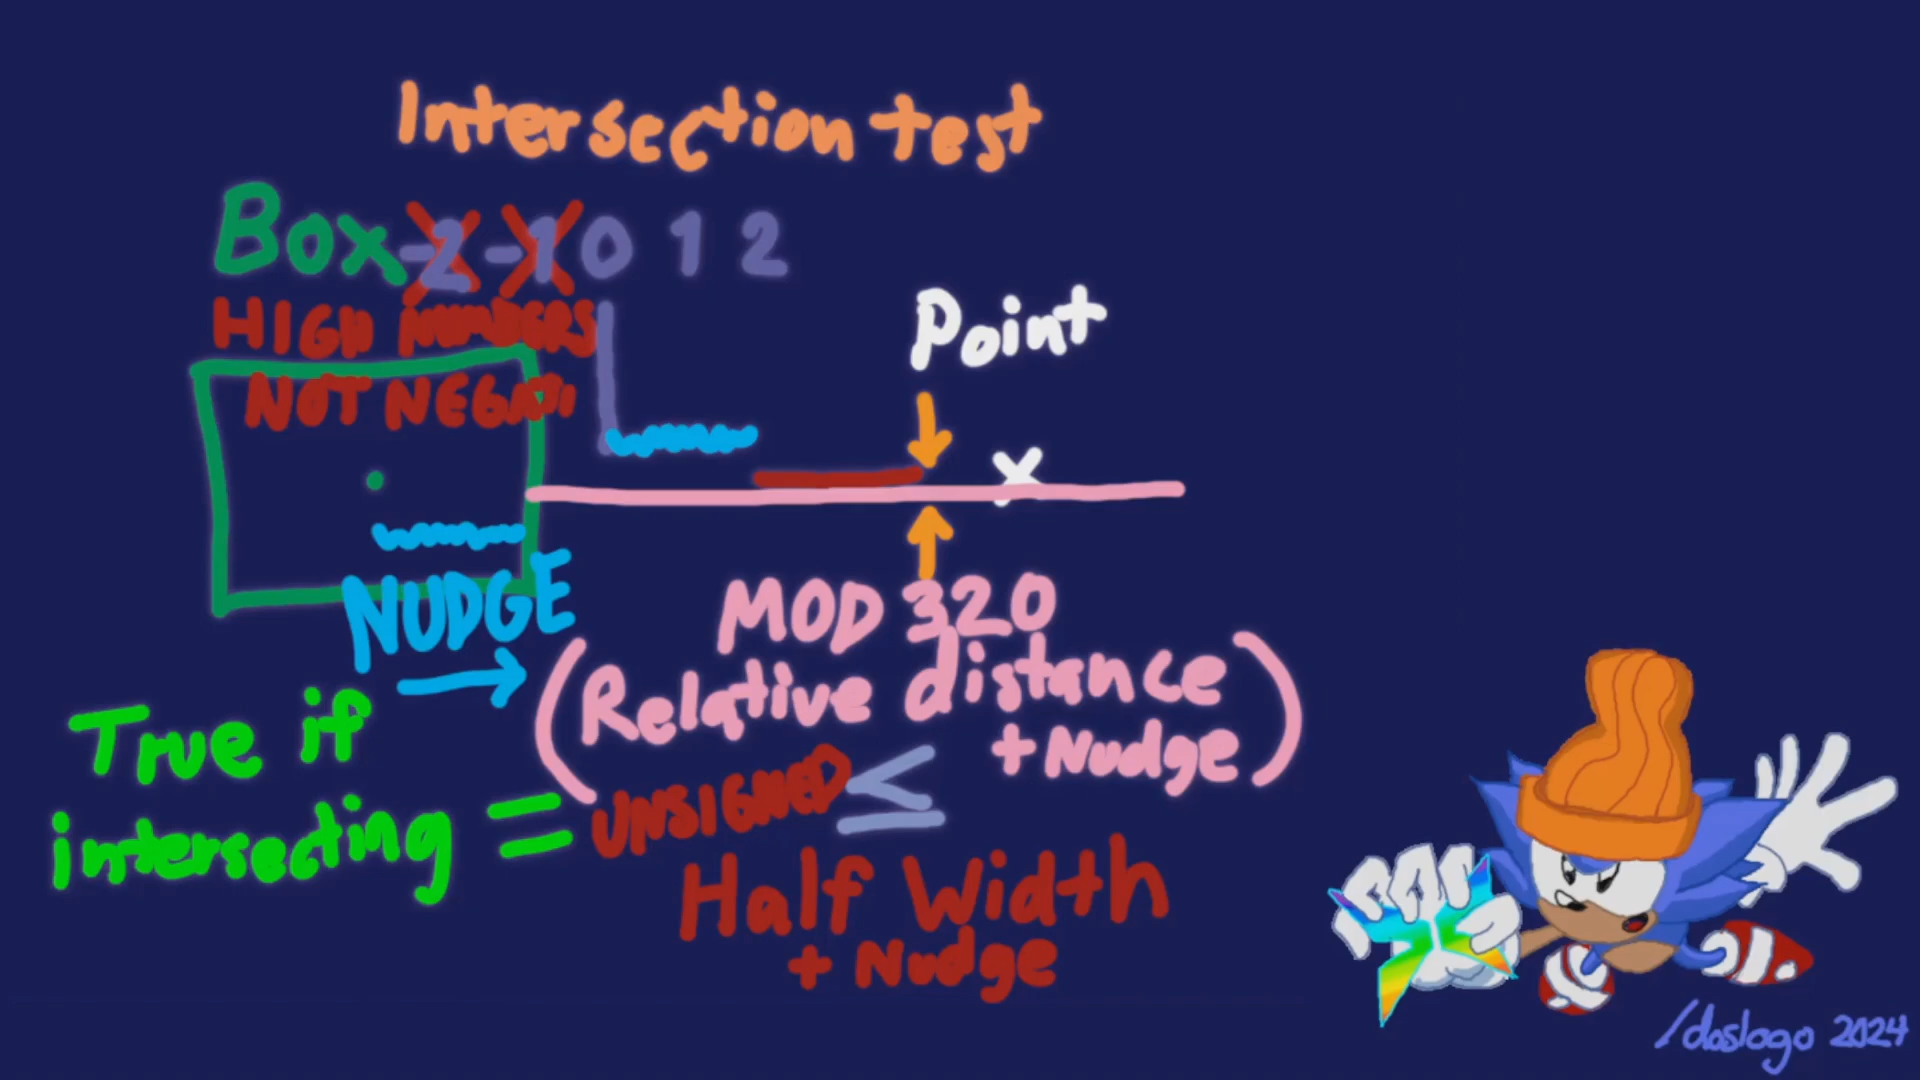 Intersection test
Box -2 -1 0 1 2
HIGH NUMBERS
NOT NEGATI
Point
x
NUDGE
MOD 320
(Relative distance
+ Nudge)
True if
intersecting = UNSIGNED ≤
Half Width
+ Nudge
/doslogo 2024